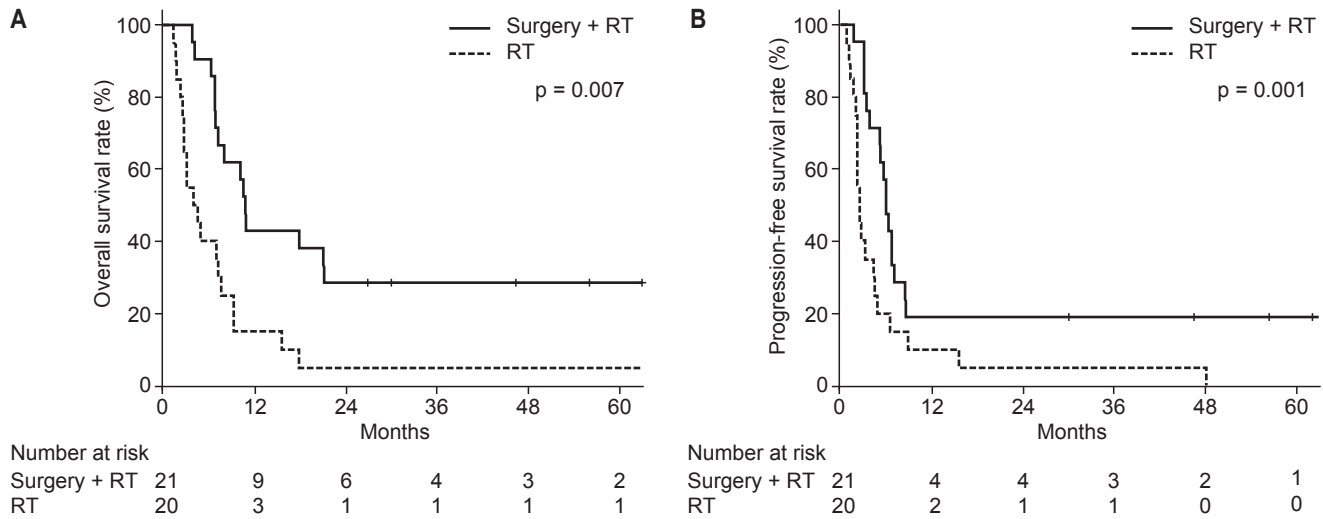 A
Overall survival rate (%)
100
80
60
40
20
0
Surgery + RT
RT
p = 0.007
0 12 24 36 48 60
Months
Number at risk
Surgery + RT 21 9 6 4 3 2
RT 20 3 1 1 1 1
B
Progression-free survival rate (%)
100
80
60
40
20
0
Surgery + RT
RT
p = 0.001
0 12 24 36 48 60
Months
Number at risk
Surgery + RT 21 4 4 3 2 1
RT 20 2 1 1 0 0